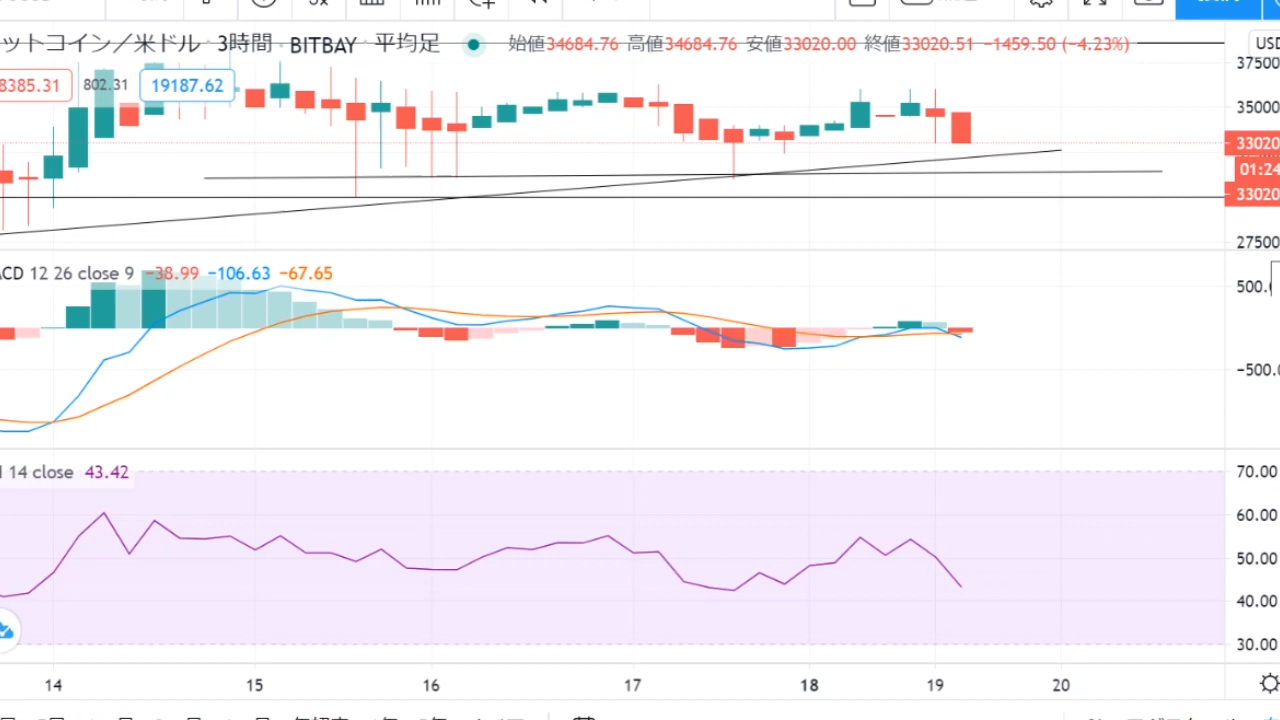 ットコイン／米ドル · 3時間 · BITBAY · 平均足 始値34684.76 高値34684.76 安値33020.00 終値33020.51 −1459.50 (−4.23%)
USD
8385.31 802.31 19187.62
37500
35000
33020
01:24
33020
27500
CD 12 26 close 9 −38.99 −106.63 −67.65
500.
−500.
14 close 43.42
70.00
60.00
50.00
40.00
30.00
14 15 16 17 18 19 20